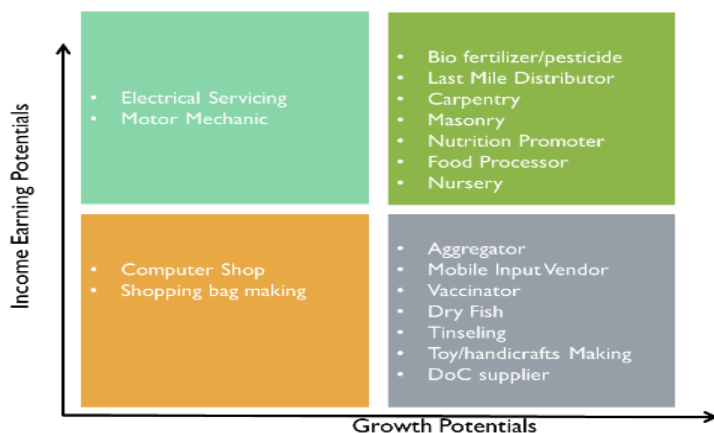 Income Earning Potentials
• Electrical Servicing
• Motor Mechanic
• Bio fertilizer/pesticide
• Last Mile Distributor
• Carpentry
• Masonry
• Nutrition Promoter
• Food Processor
• Nursery
• Computer Shop
• Shopping bag making
• Aggregator
• Mobile Input Vendor
• Vaccinator
• Dry Fish
• Tinseling
• Toy/handicrafts Making
• DoC supplier
Growth Potentials